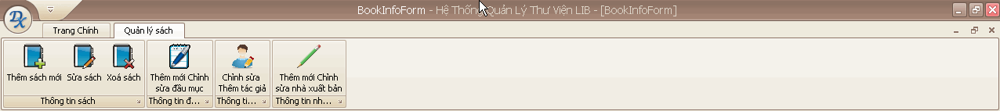 BookInfoForm - Hệ Thống Quản Lý Thư Viện LIB - [BookInfoForm]
DX
Trang Chính
Quản lý sách
Thêm sách mới
Sửa sách
Xoá sách
Thêm mới Chỉnh
sửa đầu mục
Chỉnh sửa
Thêm tác giả
Thêm mới Chỉnh
sửa nhà xuất bản
Thông tin sách
Thông tin đ...
Thông ti...
Thông tin nh...